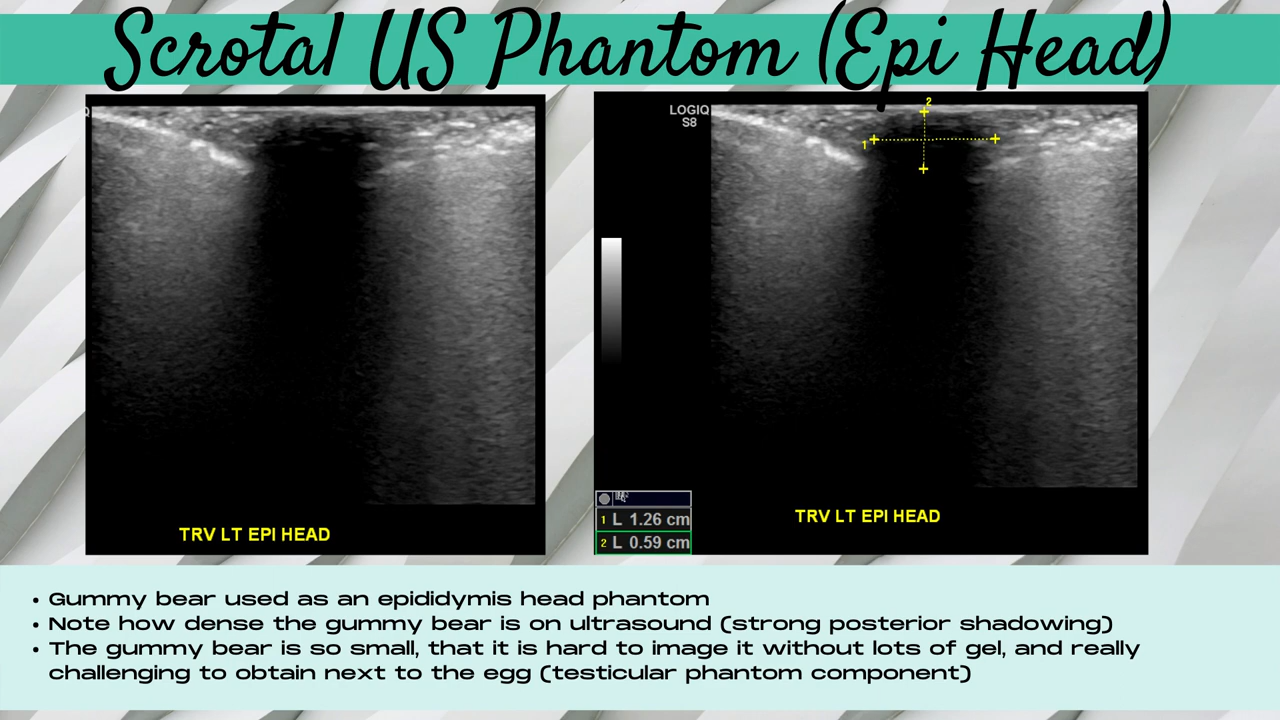 Scrotal US Phantom (Epi Head)
LOGIQ
S8
2
1
1 L 1.26 cm
2 L 0.59 cm
TRV LT EPI HEAD
TRV LT EPI HEAD
• Gummy bear used as an epididymis head phantom
• Note how dense the gummy bear is on ultrasound (strong posterior shadowing)
• The gummy bear is so small, that it is hard to image it without lots of gel, and really
challenging to obtain next to the egg (testicular phantom component)